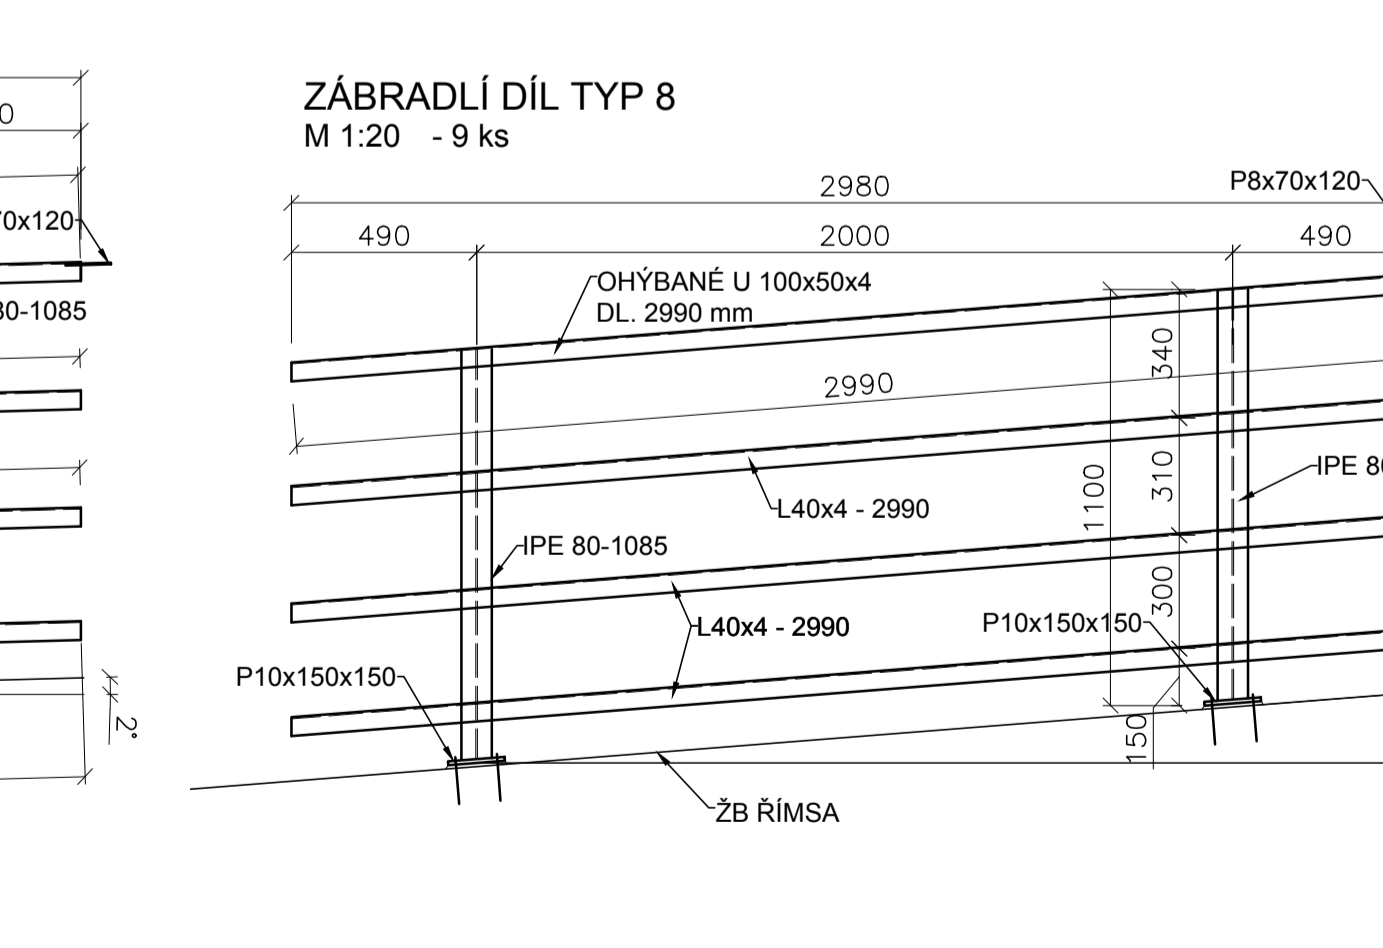 ZÁBRADLÍ DÍL TYP 8
M 1:20 - 9 ks
0
2980
P8x70x120
70x120
490
2000
490
OHÝBANÉ U 100x50x4
DL. 2990 mm
80-1085
340
2990
310
IPE 80
1100
L40x4 - 2990
IPE 80-1085
300
L40x4 - 2990
P10x150x150
P10x150x150
2°
150
ŽB ŘÍMSA